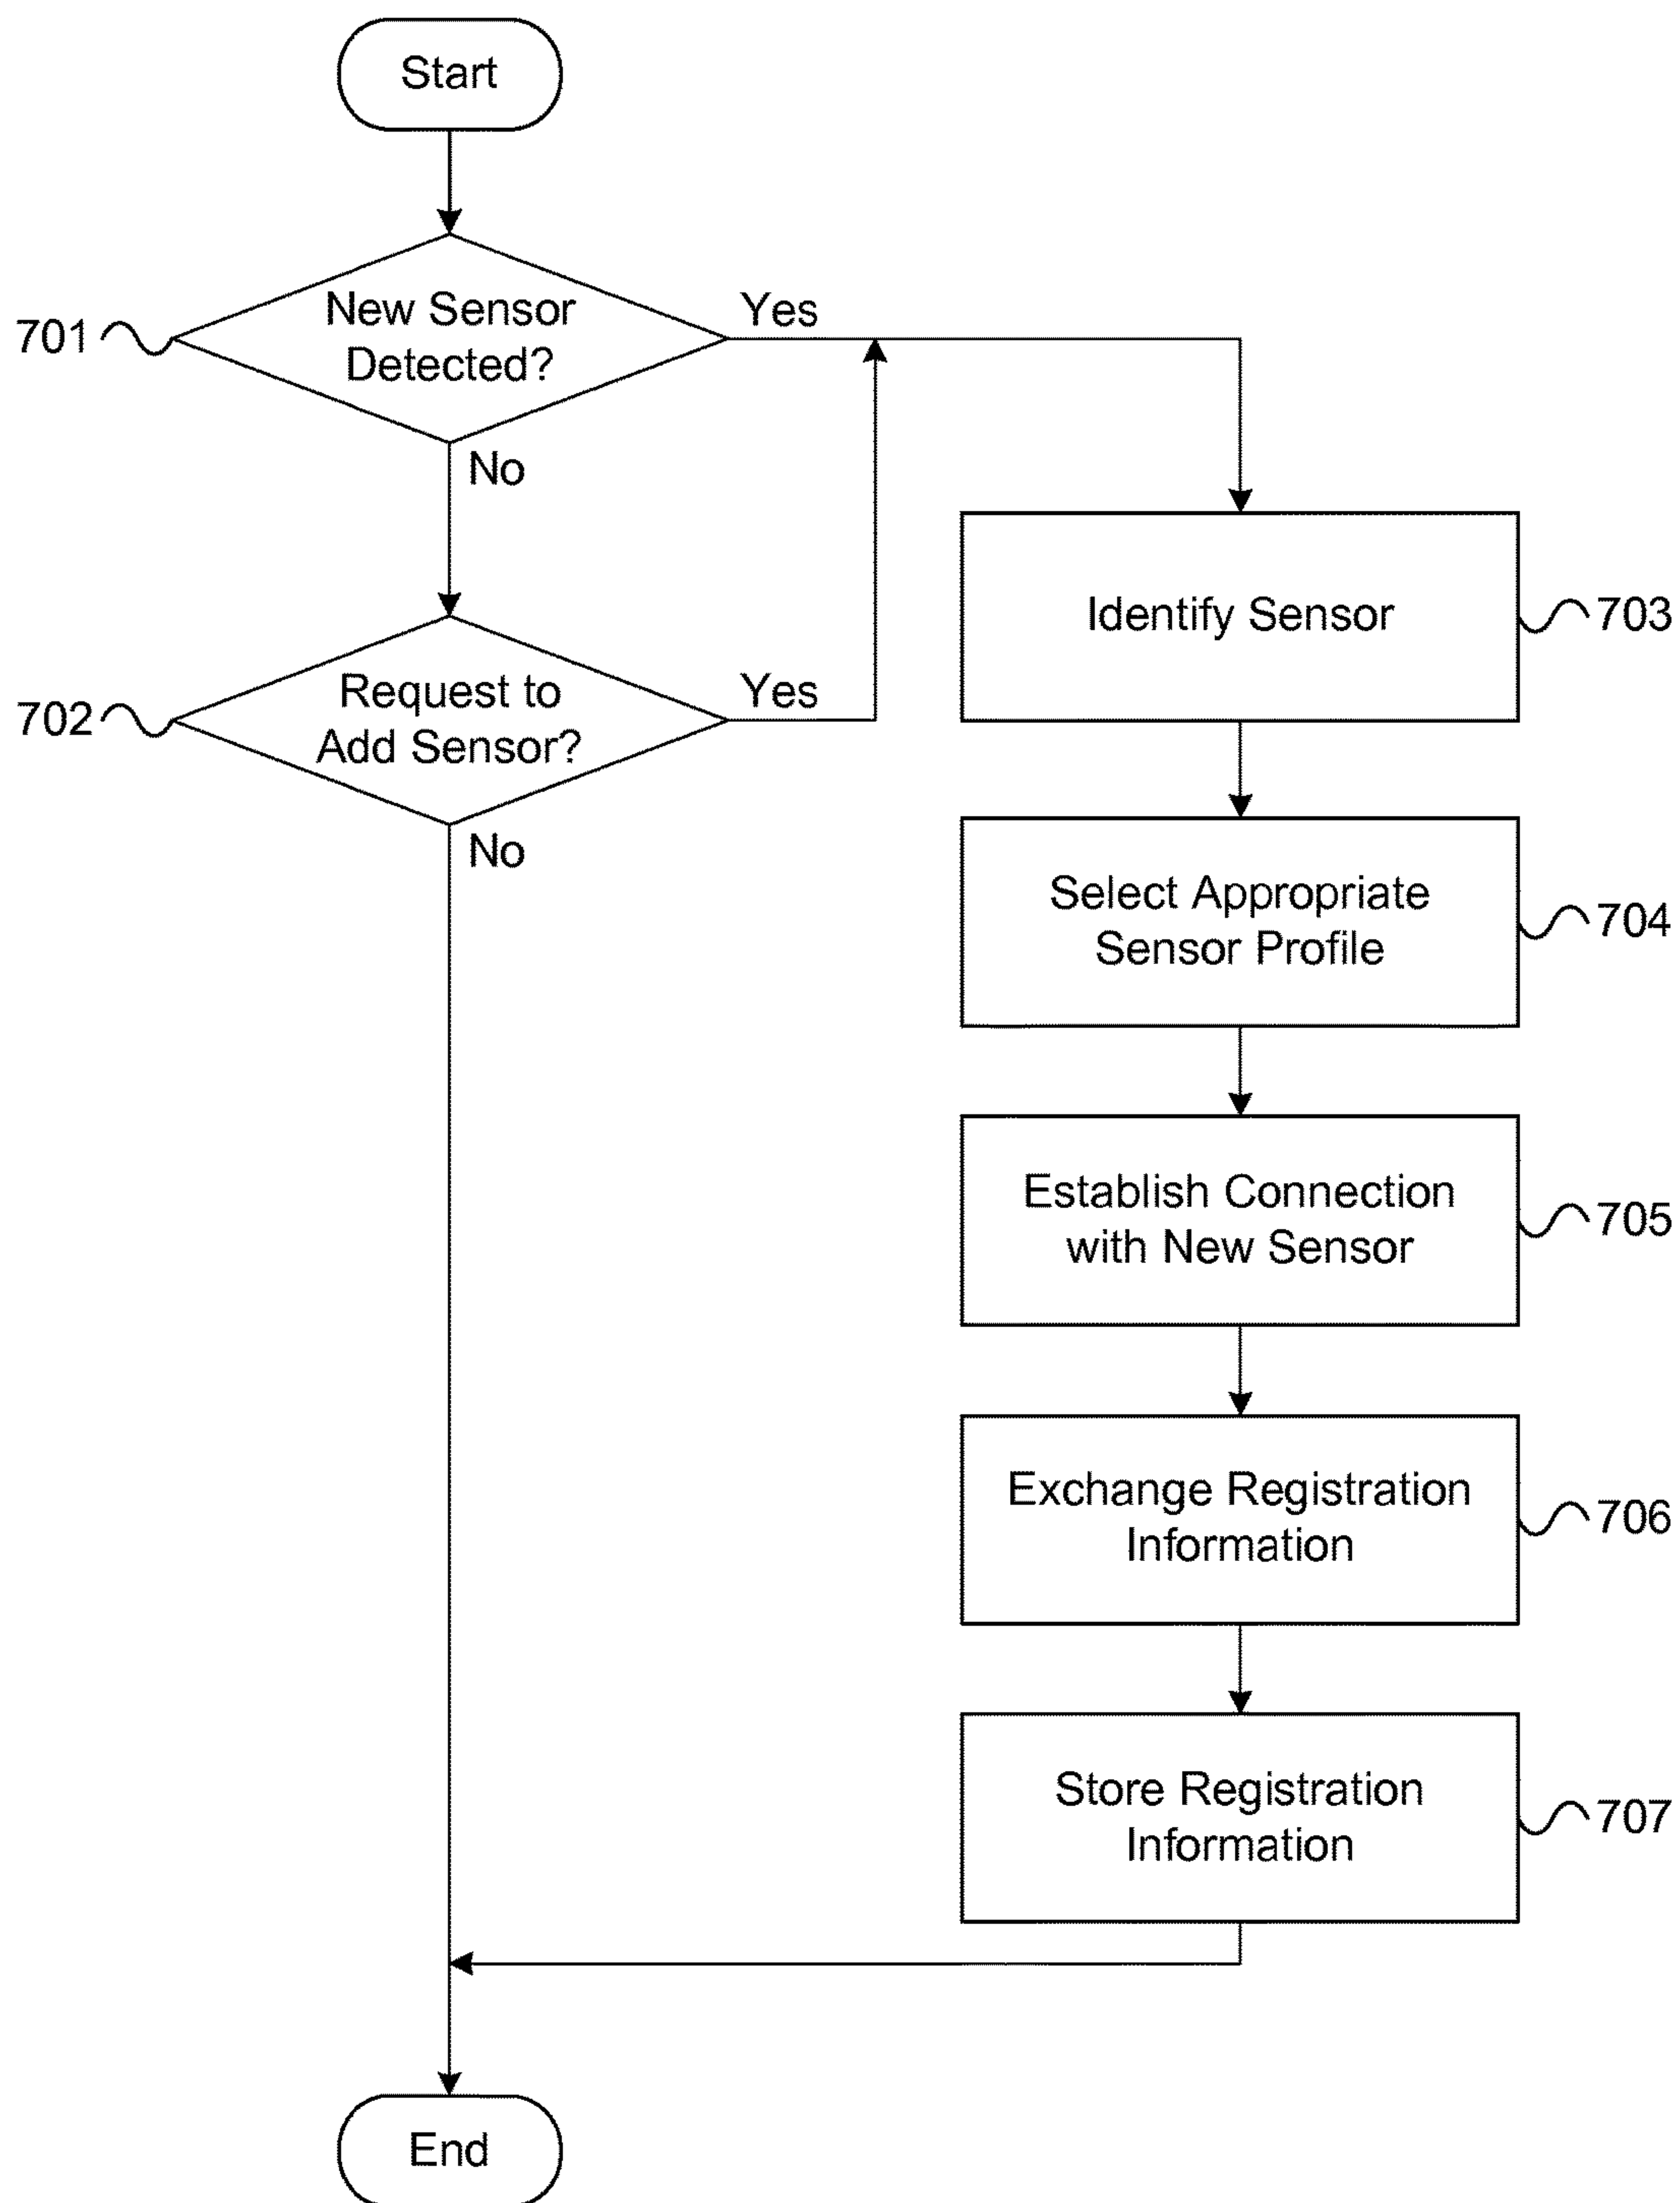 Start
New Sensor
Detected?
701
Yes
No
Request to
Add Sensor?
702
Yes
No
Identify Sensor
703
Select Appropriate
Sensor Profile
704
Establish Connection
with New Sensor
705
Exchange Registration
Information
706
Store Registration
Information
707
End